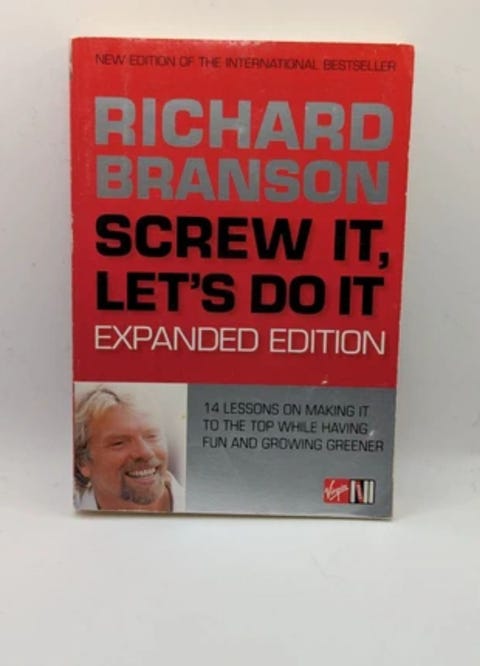 NEW EDITION OF THE INTERNATIONAL BESTSELLER
RICHARD
BRANSON
SCREW IT,
LET'S DO IT
EXPANDED EDITION
14 LESSONS ON MAKING IT
TO THE TOP WHILE HAVING
FUN AND GROWING GREENER
Virgin